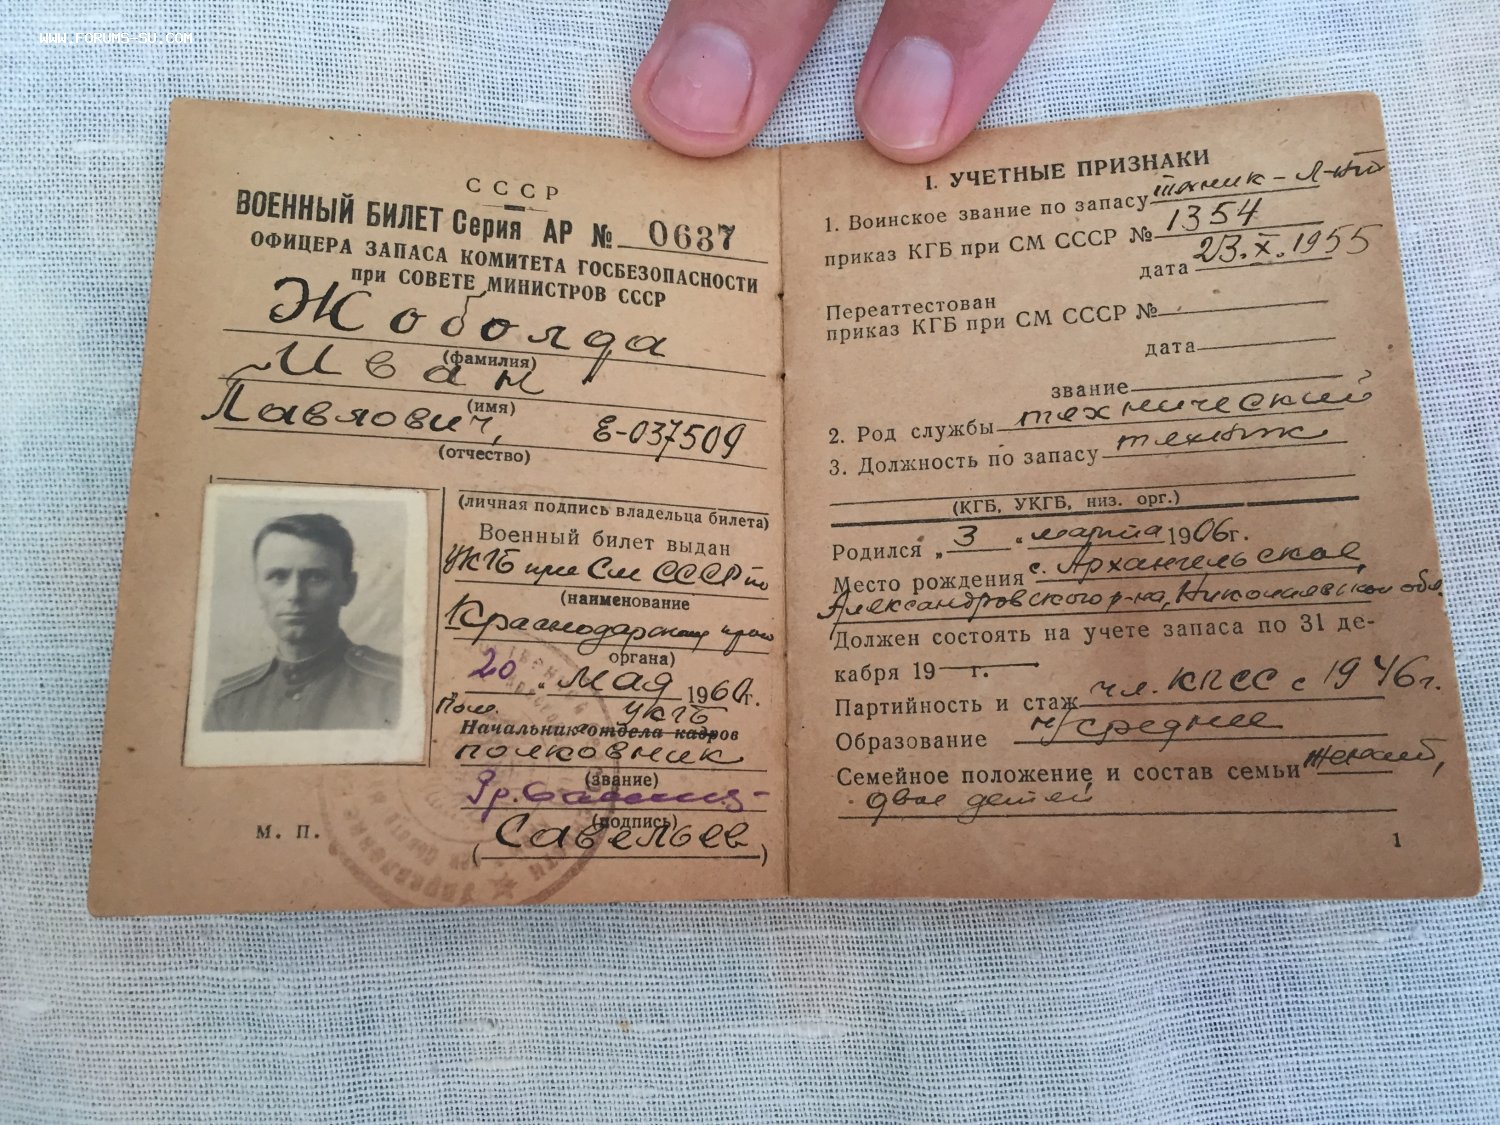 WWW.FORUMS-SU.COM
СССР
ВОЕННЫЙ БИЛЕТ Серия АР № 0637
ОФИЦЕРА ЗАПАСА КОМИТЕТА ГОСБЕЗОПАСНОСТИ
при СОВЕТЕ МИНИСТРОВ СССР
Жоболда
(фамилия)
Иван
(имя)
Павлович, Е-037509
(отчество)
(личная подпись владельца билета)
Военный билет выдан
УКГБ при См СССР по
(наименование
Краснодарскому краю
органа)
„20" мая 1960г.
Пом. УКГБ
Начальник отдела кадров
полковник
(звание)
(подпись)
(Савельев)
М. П.
I. УЧЕТНЫЕ ПРИЗНАКИ
1. Воинское звание по запасу техник-л-нт
приказ КГБ при СМ СССР № 1354
дата 23.X.1955
Переаттестован
приказ КГБ при СМ СССР №
дата
звание
2. Род службы технический
3. Должность по запасу техник
(КГБ, УКГБ, низ. орг.)
Родился „3" марта 1906г.
Место рождения с. Архангельское,
Александровского р-на, Николаевской обл.
Должен состоять на учете запаса по 31 де-
кабря 19 — г.
Партийность и стаж чл. КПСС с 1946г.
Образование н/среднее
Семейное положение и состав семьи Женат,
двое детей
1